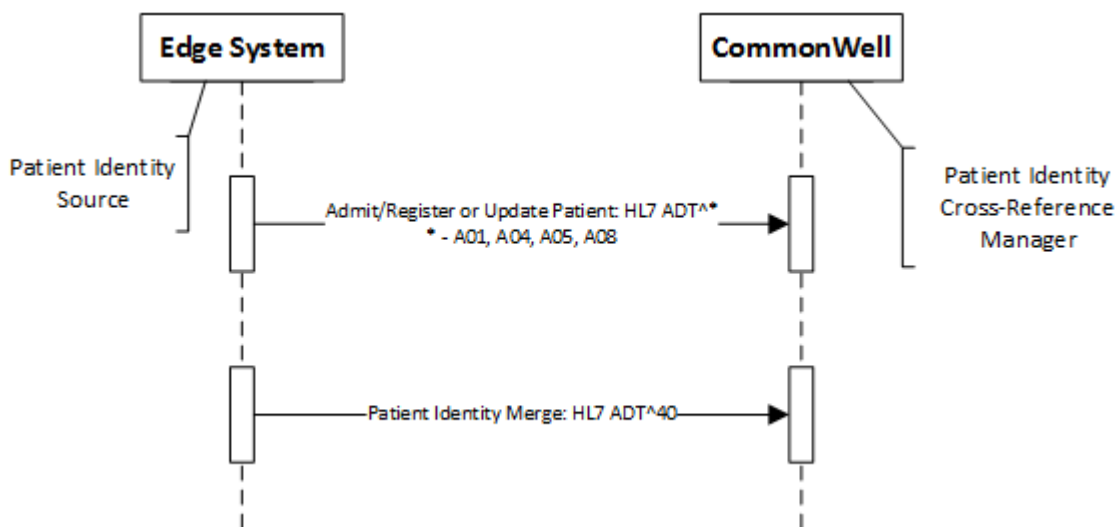 Edge System
CommonWell
Patient Identity
Source
Patient Identity
Cross-Reference
Manager
Admit/Register or Update Patient: HL7 ADT^*
* - A01, A04, A05, A08
Patient Identity Merge: HL7 ADT^40